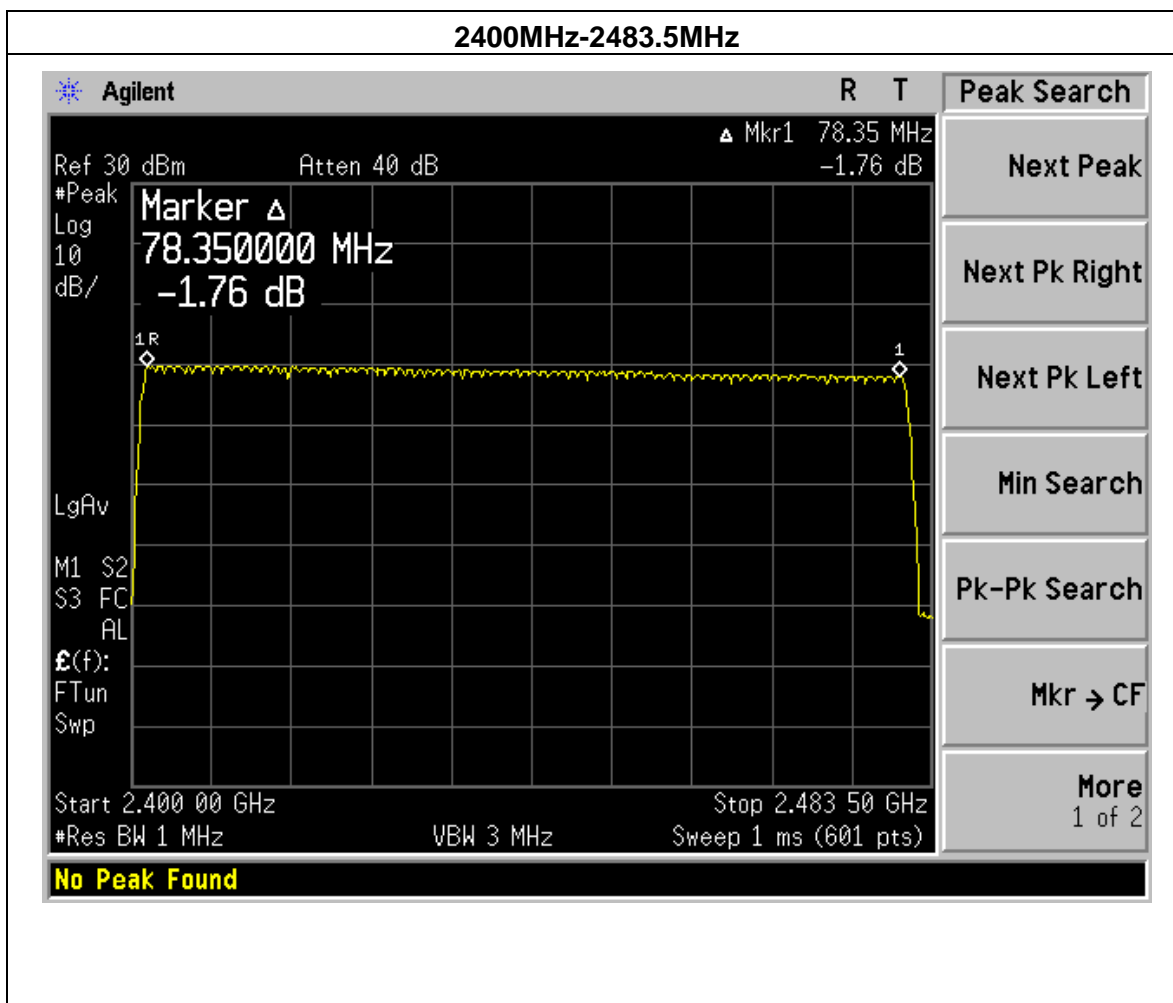 2400MHz-2483.5MHz
Agilent R T
Peak Search
Δ Mkr1 78.35 MHz
Ref 30 dBm Atten 40 dB -1.76 dB
#Peak
Log
10
dB/
Marker Δ
78.350000 MHz
-1.76 dB
1R
1
LgAv
M1 S2
S3 FC
AL
£(f):
FTun
Swp
Start 2.400 00 GHz Stop 2.483 50 GHz
#Res BW 1 MHz VBW 3 MHz Sweep 1 ms (601 pts)
No Peak Found
Next Peak
Next Pk Right
Next Pk Left
Min Search
Pk-Pk Search
Mkr → CF
More
1 of 2